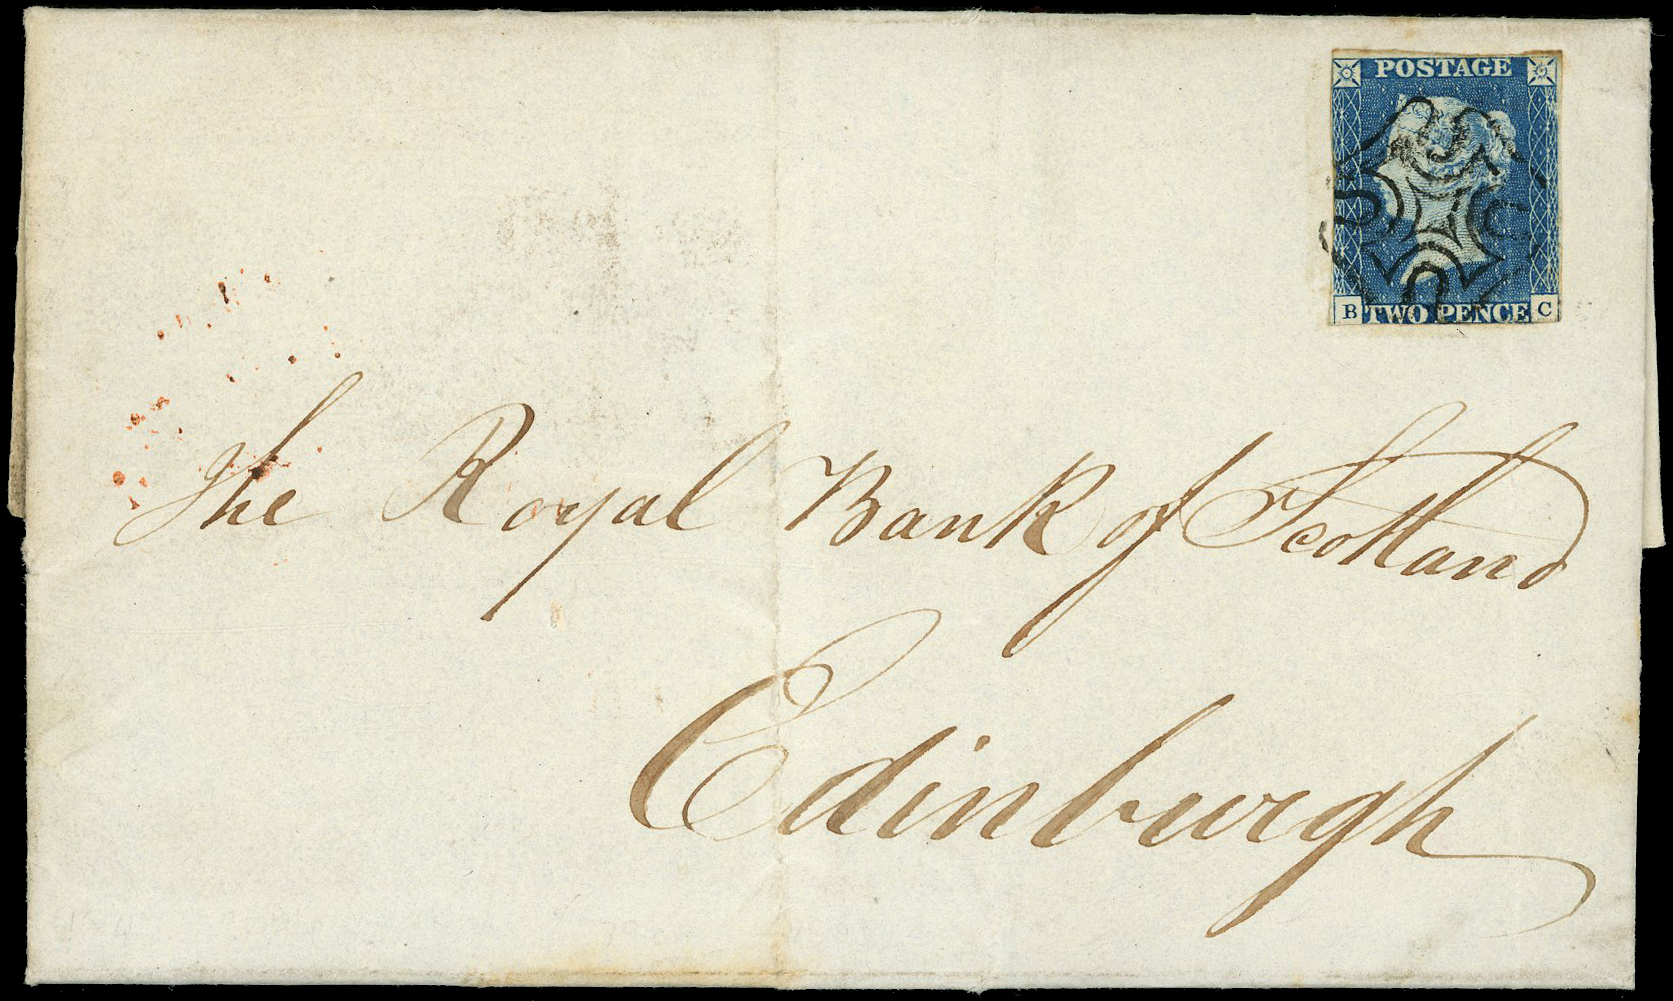 POSTAGE
B TWO PENCE C
The Royal Bank of Scotland
Edinburgh